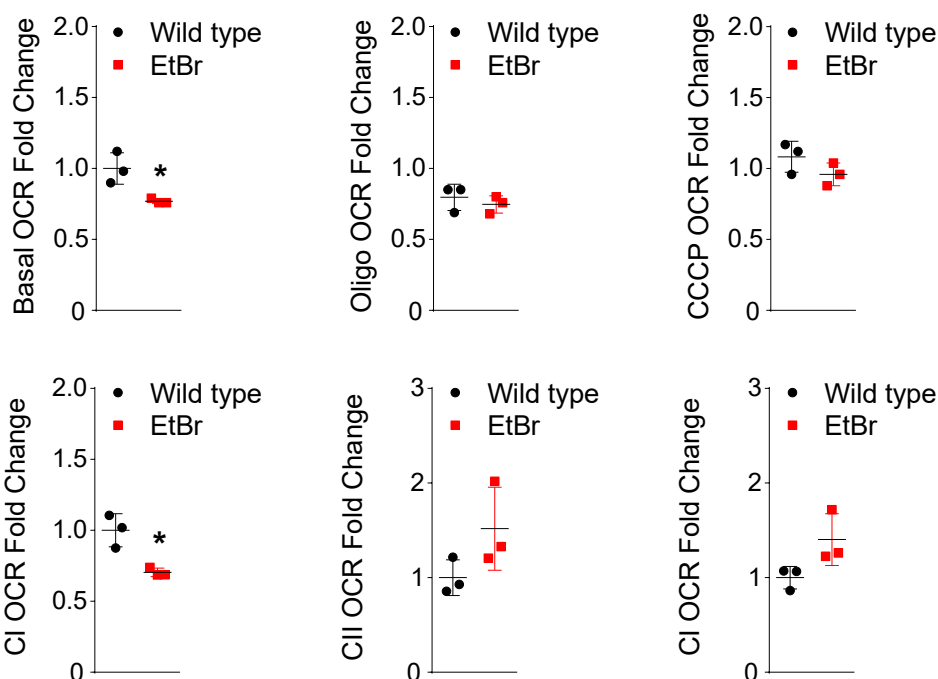 Basal OCR Fold Change
2.0
1.5
1.0
0.5
0
Wild type
EtBr
*
Oligo OCR Fold Change
2.0
1.5
1.0
0.5
0
Wild type
EtBr
CCCP OCR Fold Change
2.0
1.5
1.0
0.5
0
Wild type
EtBr
CI OCR Fold Change
2.0
1.5
1.0
0.5
0
Wild type
EtBr
*
CII OCR Fold Change
3
2
1
0
Wild type
EtBr
CI OCR Fold Change
3
2
1
0
Wild type
EtBr